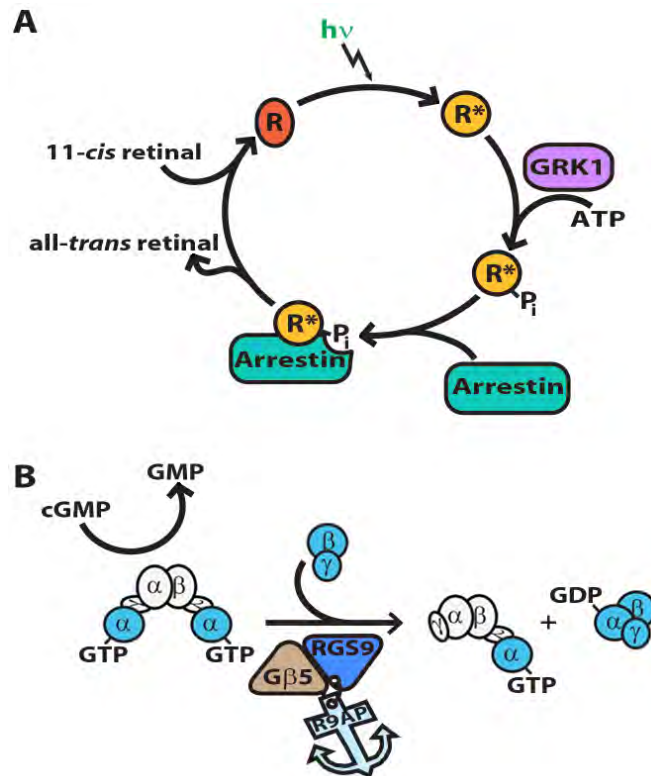 A
hν
R
R*
11-cis retinal
GRK1
ATP
all-trans retinal
R*
Pi
R*
Pi
Arrestin
Arrestin
B
GMP
cGMP
β
γ
α β
γ γ
α α
GTP GTP
RGS9
Gβ5
R9AP
γ α β
γ
α
GTP
+
GDP
α β
γ